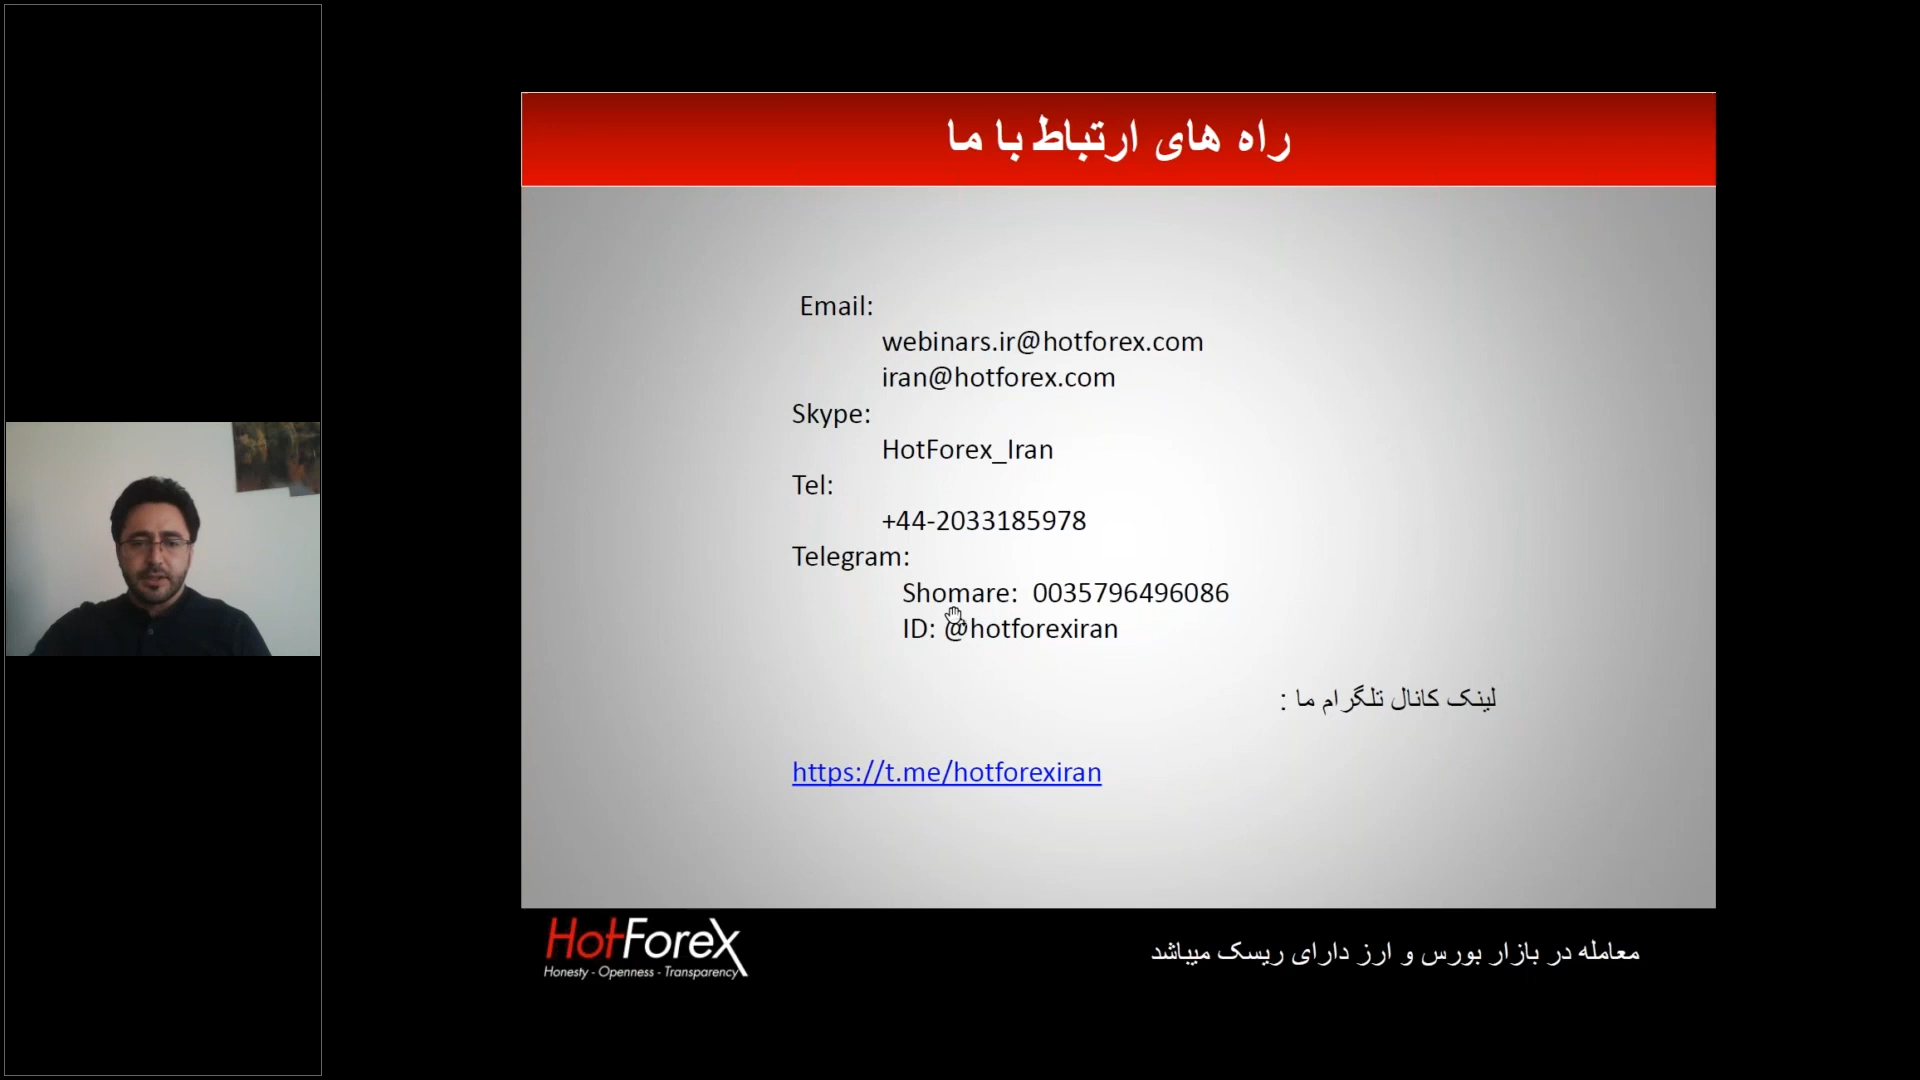 راه های ارتباط با ما
Email:
webinars.ir@hotforex.com
iran@hotforex.com
Skype:
HotForex_Iran
Tel:
+44-2033185978
Telegram:
Shomare:  0035796496086
ID: @hotforexiran
لینک کانال تلگرام ما :
https://t.me/hotforexiran
HotForex
Honesty - Openness - Transparency
معامله در بازار بورس و ارز دارای ریسک میباشد